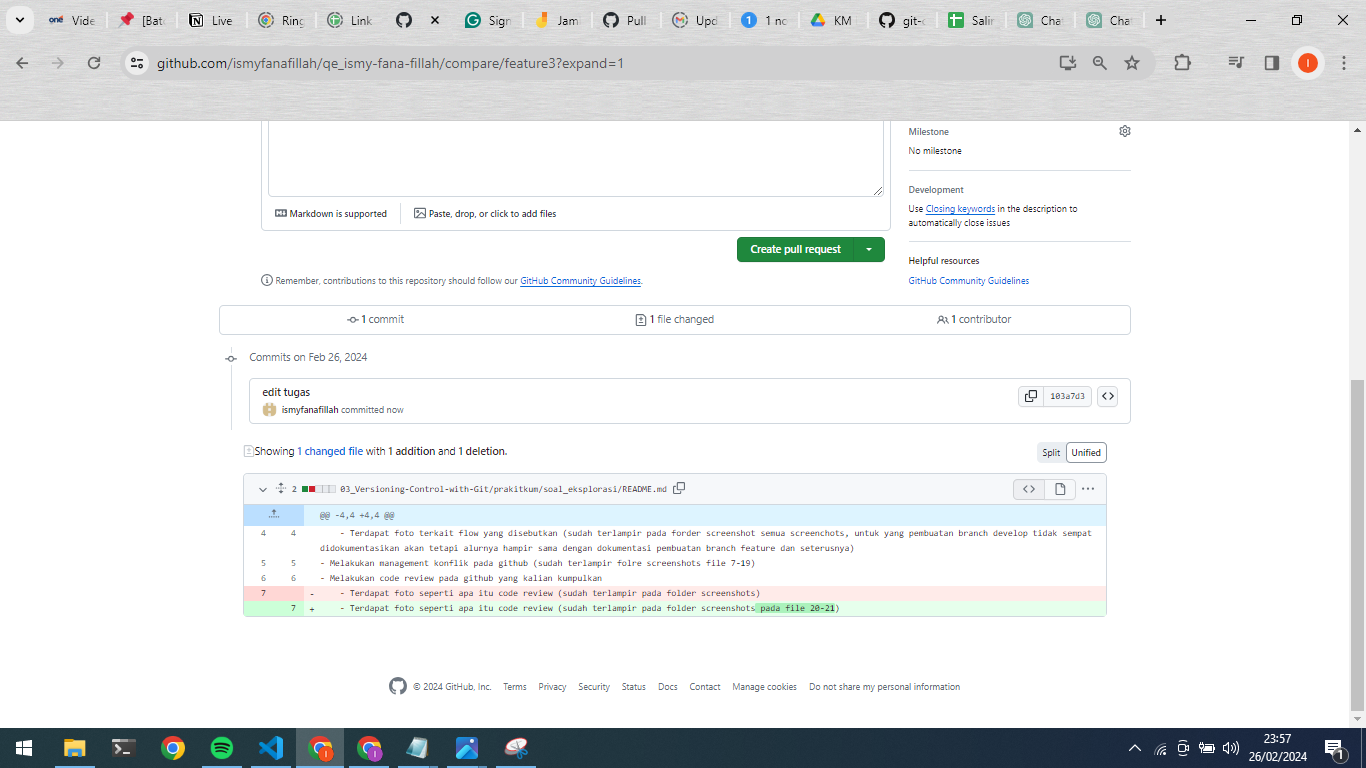 Vide
[Bato
Live
Ring
Link
Sign
Jam
Pull
Upd
1 no
KM
git-c
Salin
Cha
Cha
github.com/ismyfanafillah/qe_ismy-fana-fillah/compare/feature3?expand=1
I
Milestone
No milestone
Development
Use Closing keywords in the description to
automatically close issues
Markdown is supported
Paste, drop, or click to add files
Create pull request
Helpful resources
GitHub Community Guidelines
Remember, contributions to this repository should follow our GitHub Community Guidelines.
1 commit
1 file changed
1 contributor
Commits on Feb 26, 2024
edit tugas
ismyfanafillah committed now
103a7d3
Showing 1 changed file with 1 addition and 1 deletion.
Split
Unified
2 03_Versioning-Control-with-Git/prakitkum/soal_eksplorasi/README.md
@@ -4,4 +4,4 @@
4 4 - Terdapat foto terkait flow yang disebutkan (sudah terlampir pada forder screenshot semua screenchots, untuk yang pembuatan branch develop tidak sempat
didokumentasikan akan tetapi alurnya hampir sama dengan dokumentasi pembuatan branch feature dan seterusnya)
5 5 - Melakukan management konflik pada github (sudah terlampir folre screenshots file 7-19)
6 6 - Melakukan code review pada github yang kalian kumpulkan
7 - - Terdapat foto seperti apa itu code review (sudah terlampir pada folder screenshots)
7 + - Terdapat foto seperti apa itu code review (sudah terlampir pada folder screenshots pada file 20-21)
© 2024 GitHub, Inc.
Terms
Privacy
Security
Status
Docs
Contact
Manage cookies
Do not share my personal information
23:57
26/02/2024
1